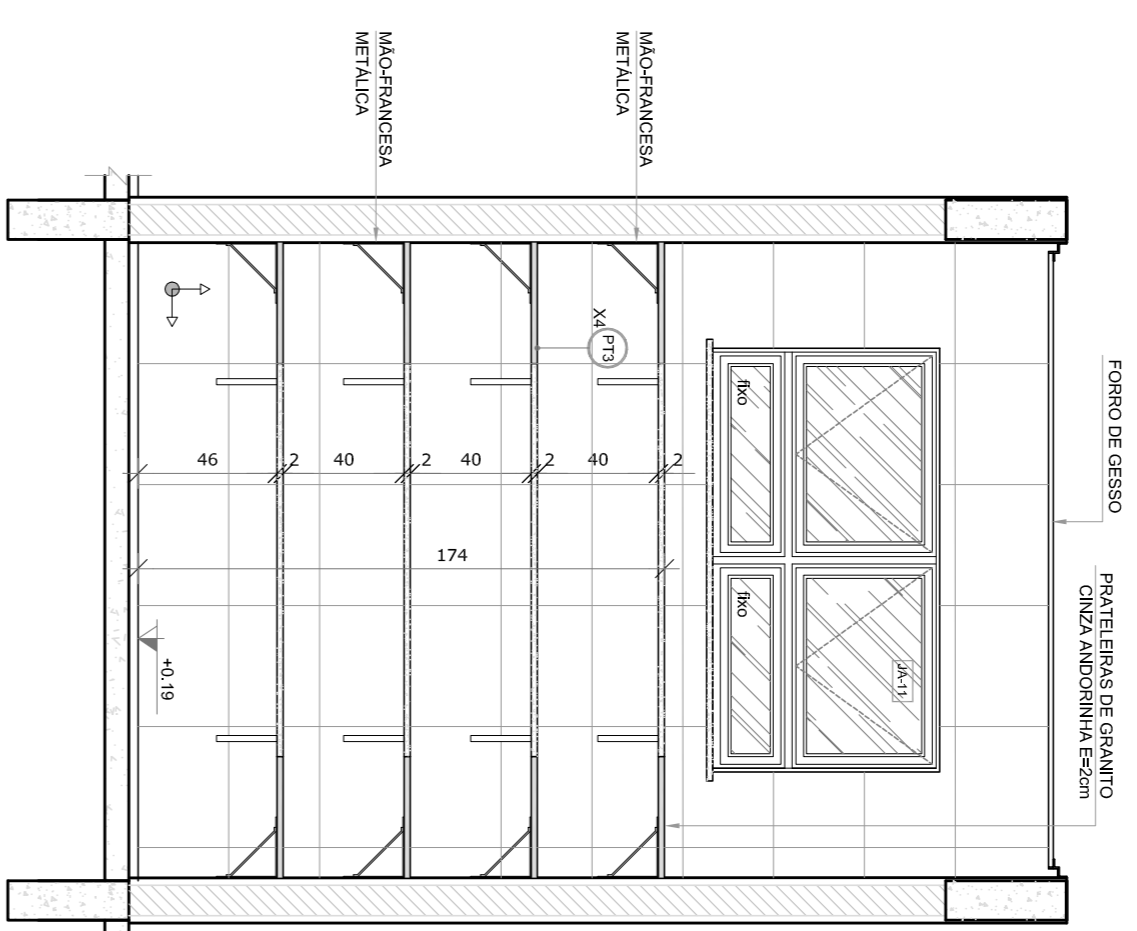 FORRO DE GESSO
PRATELEIRAS DE GRANITO
CINZA ANDORINHA E=2cm
MÃO-FRANCESA
METÁLICA
MÃO-FRANCESA
METÁLICA
fixo
fixo
JA-11
PT3
X4
46
2
40
2
40
2
40
2
174
+0.19